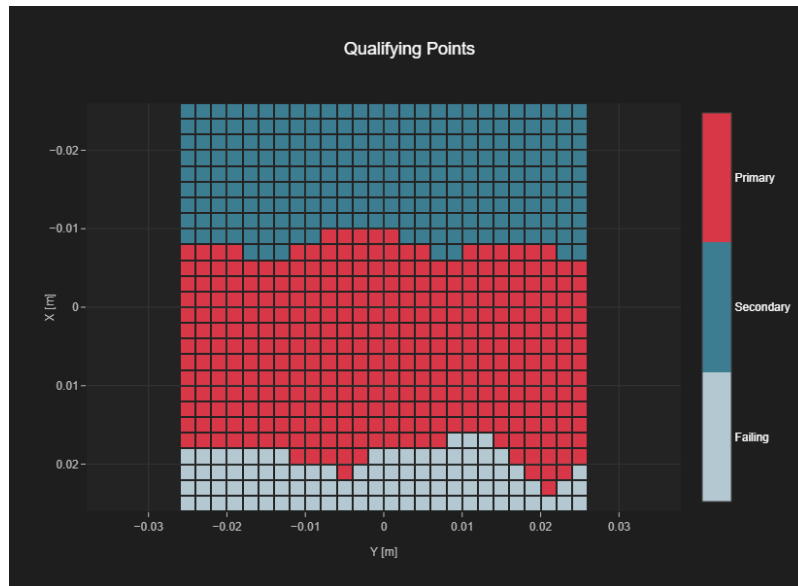 Qualifying Points
−0.02
−0.01
0
0.01
0.02
X [m]
−0.03
−0.02
−0.01
0
0.01
0.02
0.03
Y [m]
Primary
Secondary
Failing